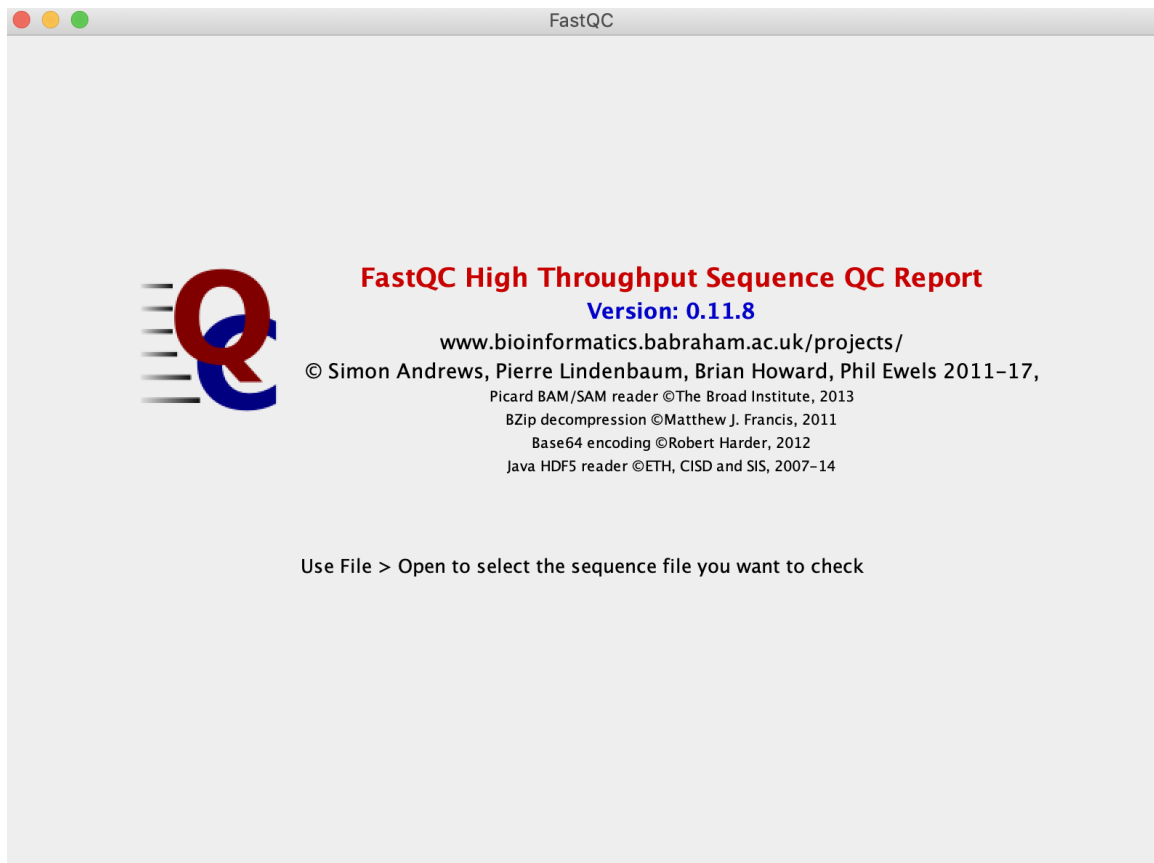 FastQC
QC
FastQC High Throughput Sequence QC Report
Version: 0.11.8
www.bioinformatics.babraham.ac.uk/projects/
© Simon Andrews, Pierre Lindenbaum, Brian Howard, Phil Ewels 2011-17,
Picard BAM/SAM reader ©The Broad Institute, 2013
BZip decompression ©Matthew J. Francis, 2011
Base64 encoding ©Robert Harder, 2012
Java HDF5 reader ©ETH, CISD and SIS, 2007-14
Use File > Open to select the sequence file you want to check